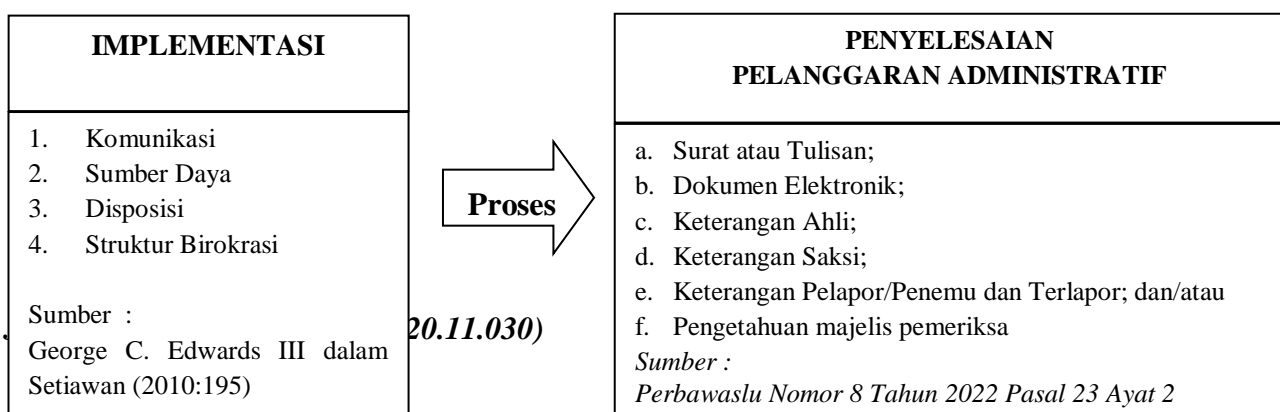 IMPLEMENTASI
1. Komunikasi
2. Sumber Daya
3. Disposisi
4. Struktur Birokrasi
Sumber :
George C. Edwards III dalam
Setiawan (2010:195)
Proses
20.11.030)
PENYELESAIAN
PELANGGARAN ADMINISTRATIF
a. Surat atau Tulisan;
b. Dokumen Elektronik;
c. Keterangan Ahli;
d. Keterangan Saksi;
e. Keterangan Pelapor/Penemu dan Terlapor; dan/atau
f. Pengetahuan majelis pemeriksa
Sumber :
Perbawaslu Nomor 8 Tahun 2022 Pasal 23 Ayat 2